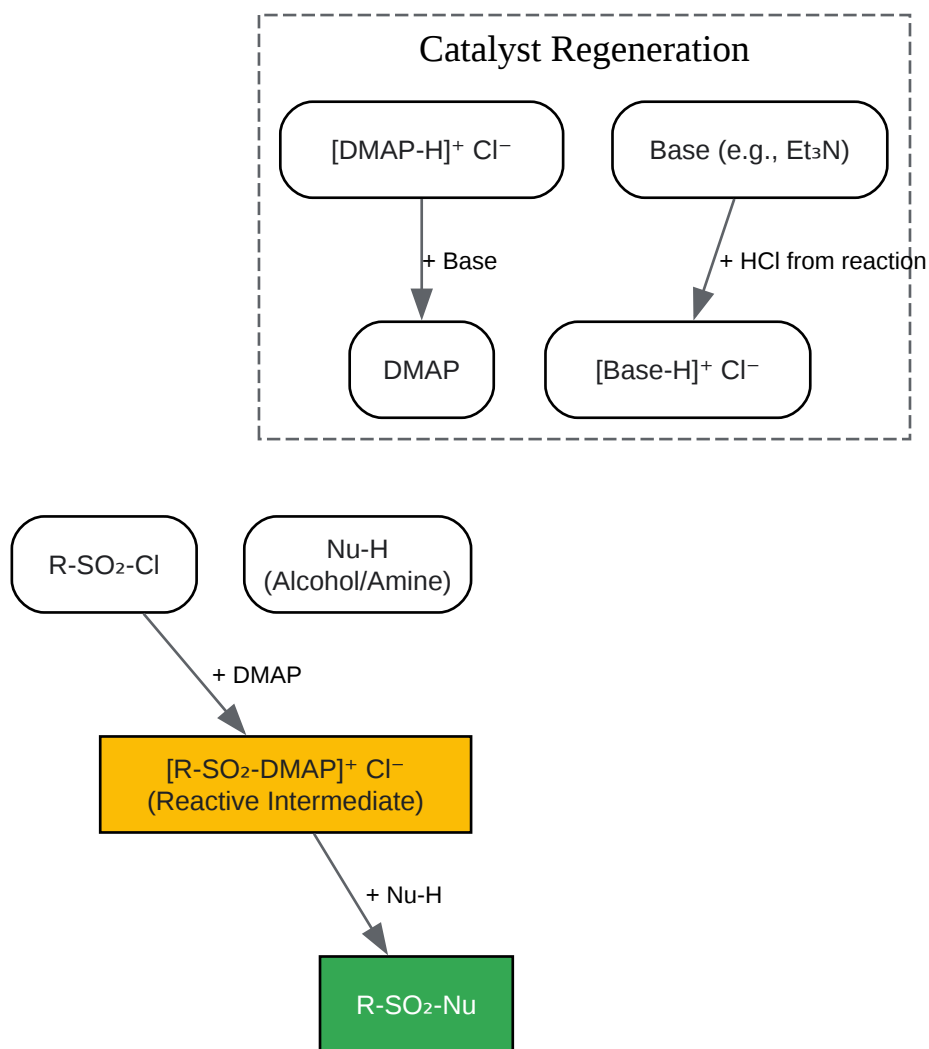 Catalyst Regeneration
[DMAP-H]⁺ Cl⁻
Base (e.g., Et₃N)
+ Base
+ HCl from reaction
DMAP
[Base-H]⁺ Cl⁻
R-SO₂-Cl
Nu-H
(Alcohol/Amine)
+ DMAP
[R-SO₂-DMAP]⁺ Cl⁻
(Reactive Intermediate)
+ Nu-H
R-SO₂-Nu